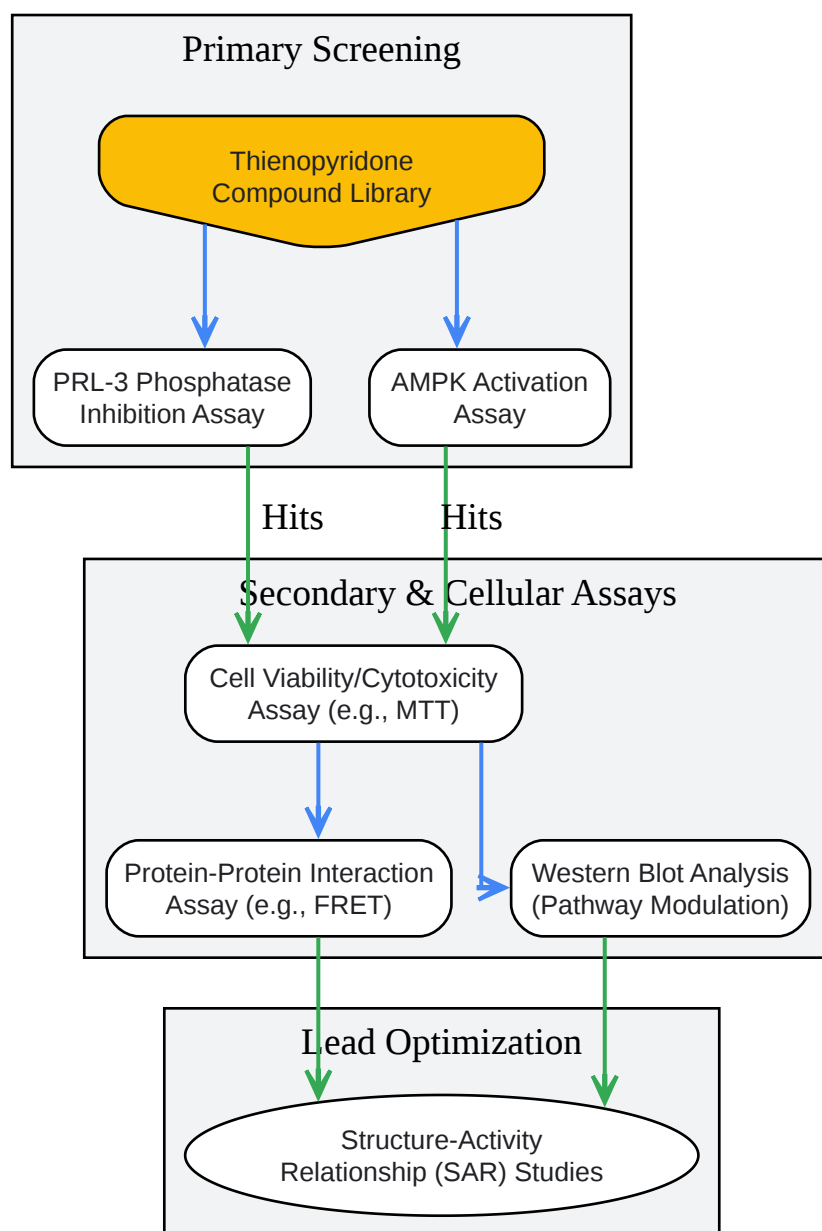 Primary Screening
Thienopyridone
Compound Library
PRL-3 Phosphatase
Inhibition Assay
AMPK Activation
Assay
Hits
Hits
Secondary & Cellular Assays
Cell Viability/Cytotoxicity
Assay (e.g., MTT)
Protein-Protein Interaction
Assay (e.g., FRET)
Western Blot Analysis
(Pathway Modulation)
Lead Optimization
Structure-Activity
Relationship (SAR) Studies